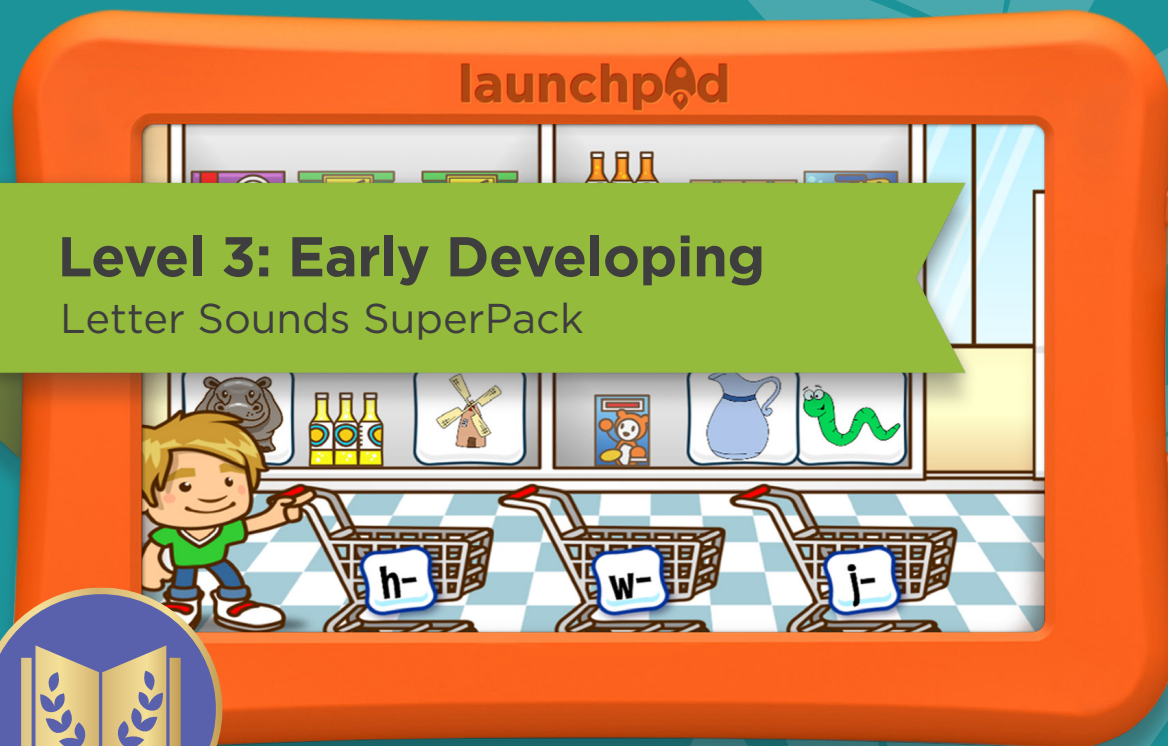 launchpad
Level 3: Early Developing
Letter Sounds SuperPack
h-
w-
j-